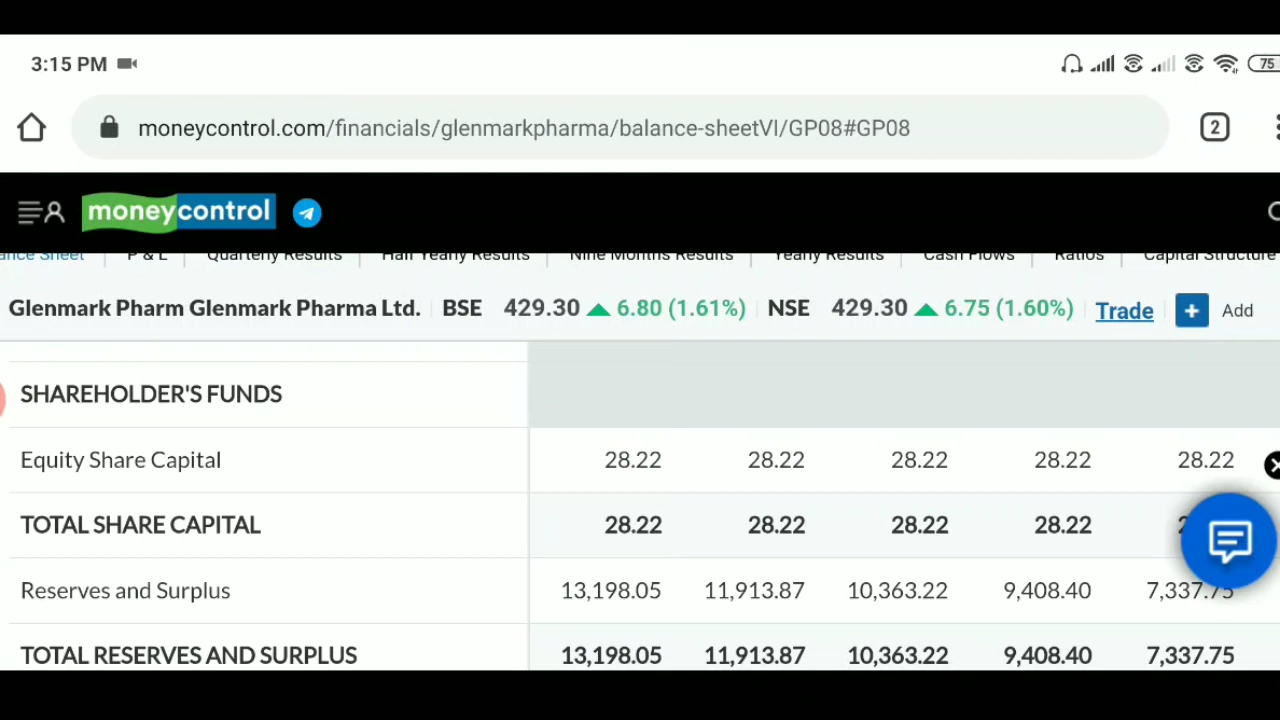 3:15 PM
75
moneycontrol.com/financials/glenmarkpharma/balance-sheetVI/GP08#GP08
2
moneycontrol
ance Sheet P & L Quarterly Results Half Yearly Results Nine Months Results Yearly Results Cash Flows Ratios Capital Structure
Glenmark Pharm Glenmark Pharma Ltd. BSE 429.30 6.80 (1.61%) NSE 429.30 6.75 (1.60%) Trade + Add
SHAREHOLDER'S FUNDS
Equity Share Capital 28.22 28.22 28.22 28.22 28.22
TOTAL SHARE CAPITAL 28.22 28.22 28.22 28.22
Reserves and Surplus 13,198.05 11,913.87 10,363.22 9,408.40 7,337.75
TOTAL RESERVES AND SURPLUS 13,198.05 11,913.87 10,363.22 9,408.40 7,337.75